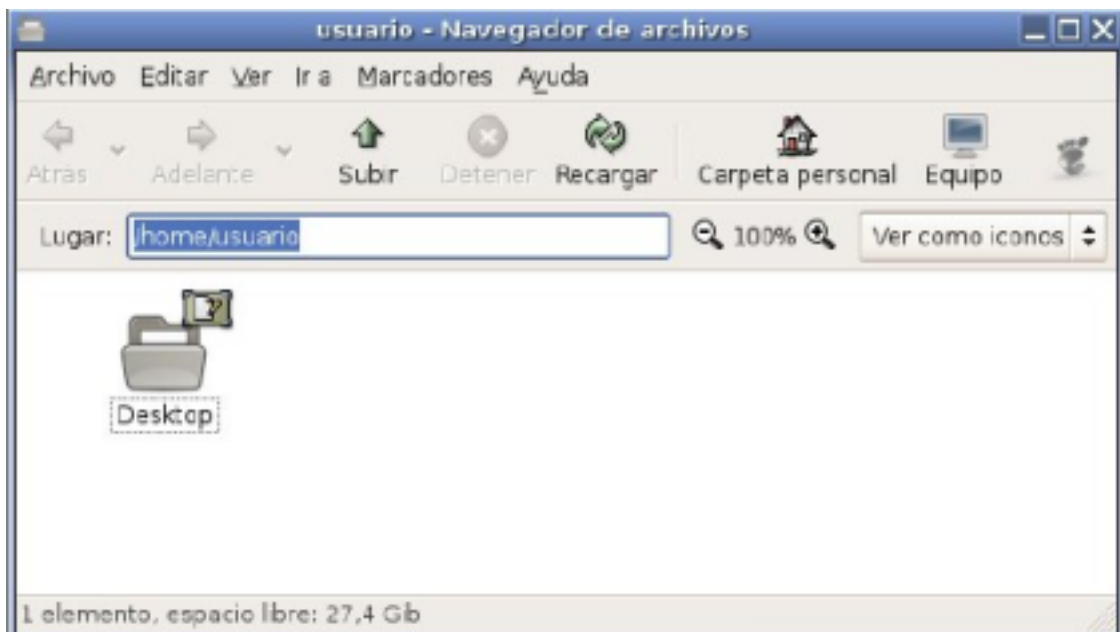 usuario - Navegador de archivos
Archivo Editar Ver Ir a Marcadores Ayuda
Atrás Adelante Subir Detener Recargar Carpeta personal Equipo
Lugar: /home/usuario 100% Ver como iconos
Desktop
1 elemento, espacio libre: 27,4 Gb